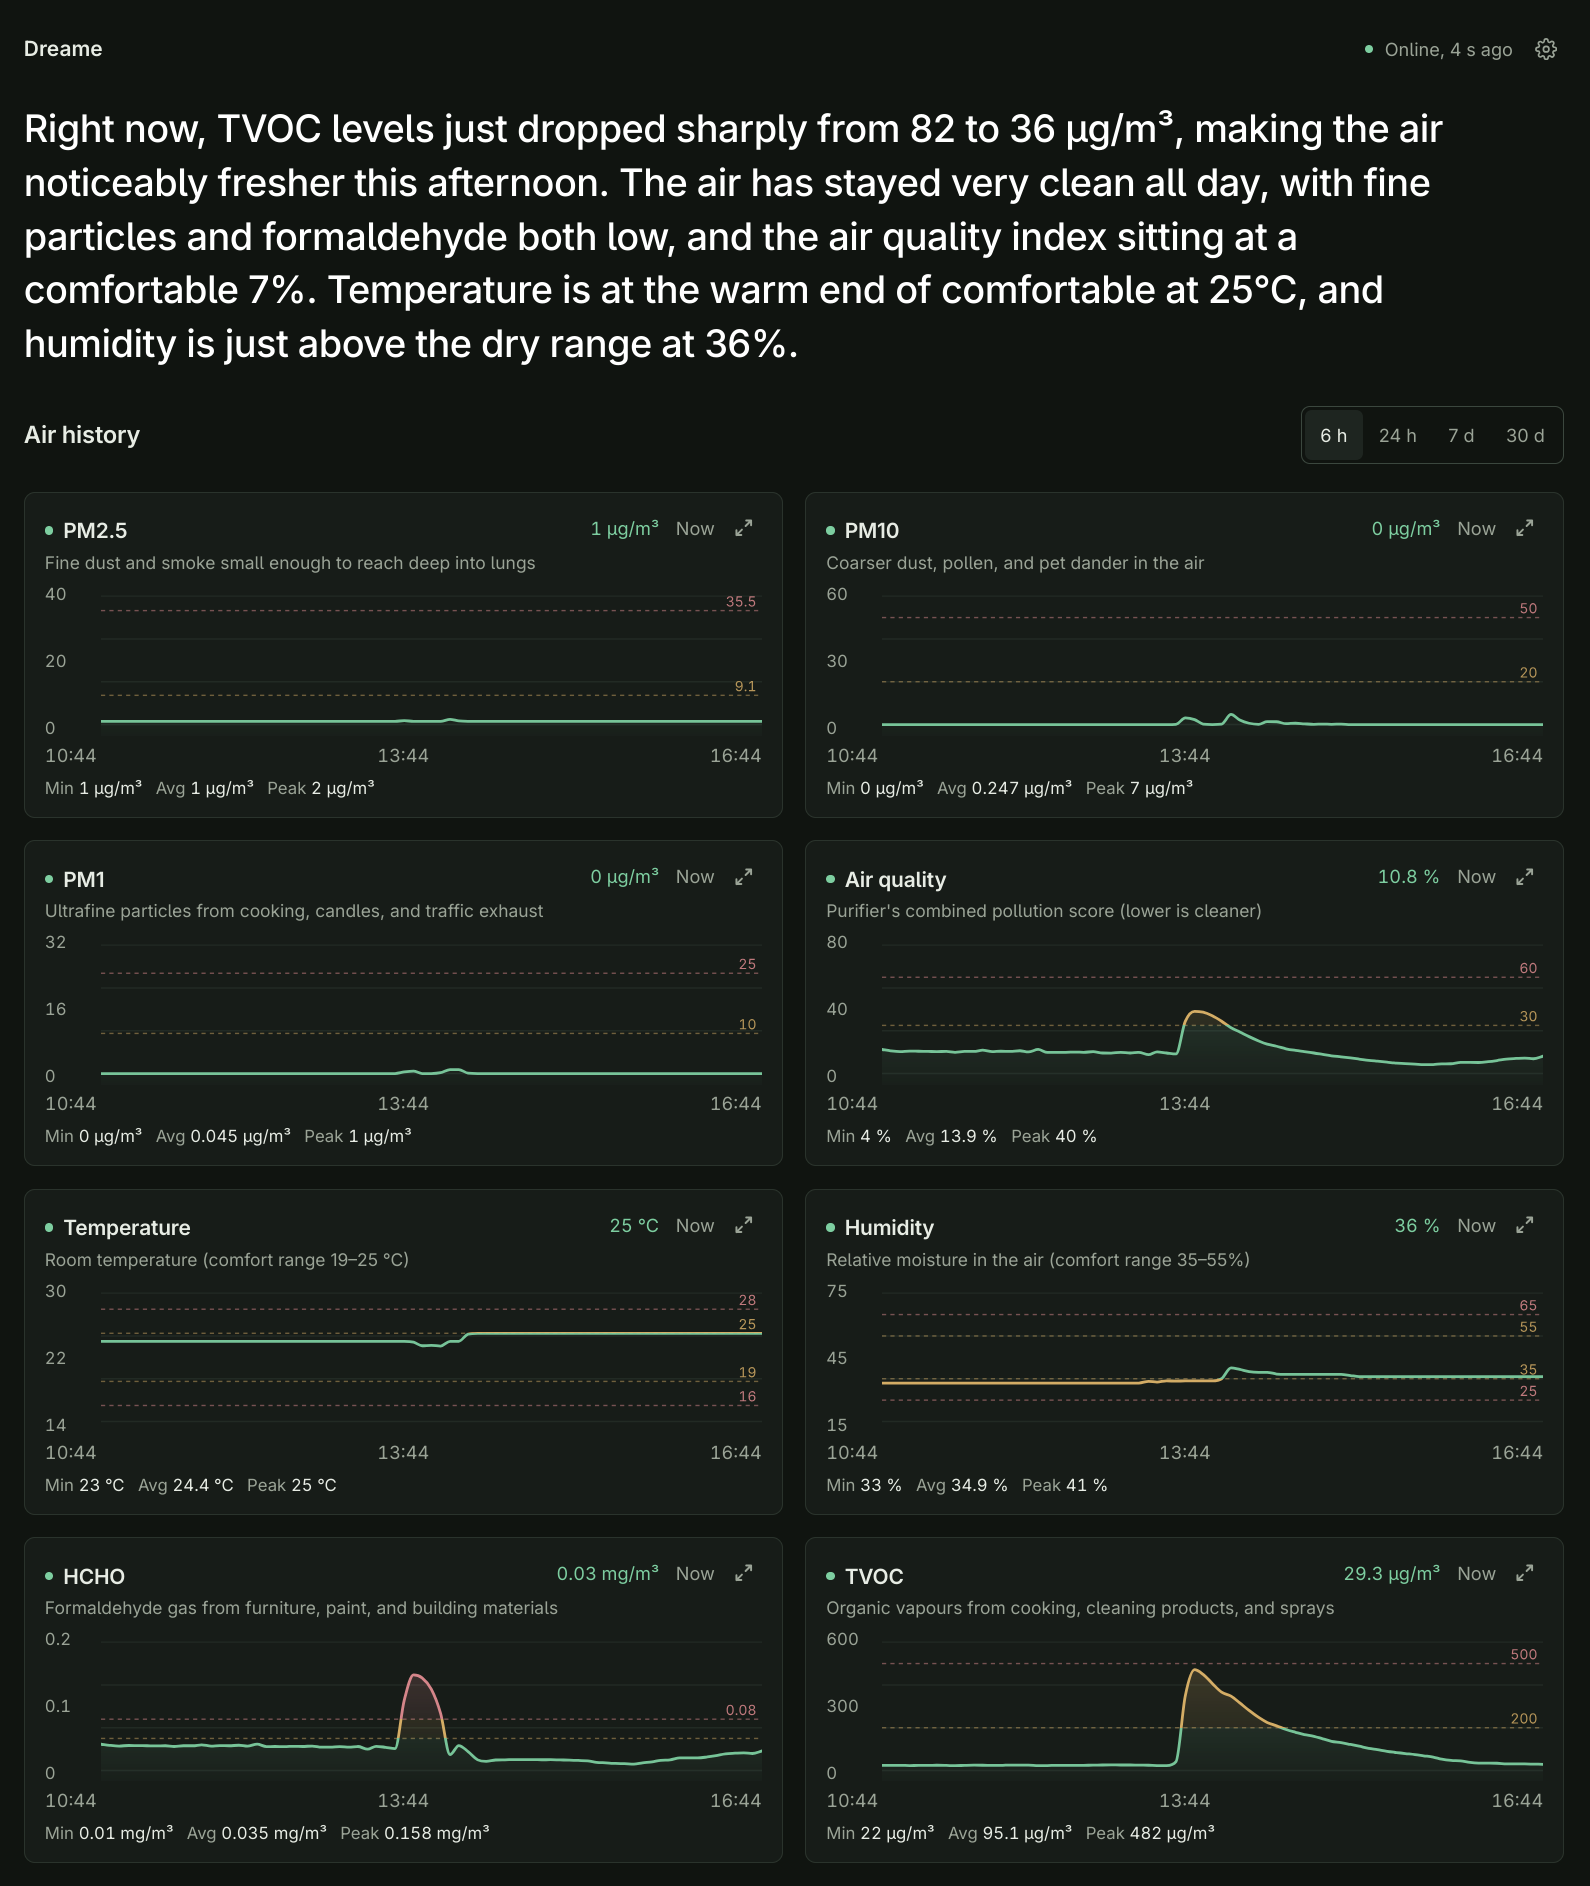 Dreame
Online, 4 s ago
Right now, TVOC levels just dropped sharply from 82 to 36 µg/m³, making the air
noticeably fresher this afternoon. The air has stayed very clean all day, with fine
particles and formaldehyde both low, and the air quality index sitting at a
comfortable 7%. Temperature is at the warm end of comfortable at 25°C, and
humidity is just above the dry range at 36%.
Air history
6 h 24 h 7 d 30 d
PM2.5 1 µg/m³ Now
Fine dust and smoke small enough to reach deep into lungs
40
35.5
20
9.1
0
10:44 13:44 16:44
Min 1 µg/m³ Avg 1 µg/m³ Peak 2 µg/m³
PM10 0 µg/m³ Now
Coarser dust, pollen, and pet dander in the air
60
50
30
20
0
10:44 13:44 16:44
Min 0 µg/m³ Avg 0.247 µg/m³ Peak 7 µg/m³
PM1 0 µg/m³ Now
Ultrafine particles from cooking, candles, and traffic exhaust
32
25
16
10
0
10:44 13:44 16:44
Min 0 µg/m³ Avg 0.045 µg/m³ Peak 1 µg/m³
Air quality 10.8 % Now
Purifier's combined pollution score (lower is cleaner)
80
60
40
30
0
10:44 13:44 16:44
Min 4 % Avg 13.9 % Peak 40 %
Temperature 25 °C Now
Room temperature (comfort range 19–25 °C)
30
28
25
22
19
16
14
10:44 13:44 16:44
Min 23 °C Avg 24.4 °C Peak 25 °C
Humidity 36 % Now
Relative moisture in the air (comfort range 35–55%)
75
65
55
45
35
25
15
10:44 13:44 16:44
Min 33 % Avg 34.9 % Peak 41 %
HCHO 0.03 mg/m³ Now
Formaldehyde gas from furniture, paint, and building materials
0.2
0.1
0.08
0
10:44 13:44 16:44
Min 0.01 mg/m³ Avg 0.035 mg/m³ Peak 0.158 mg/m³
TVOC 29.3 µg/m³ Now
Organic vapours from cooking, cleaning products, and sprays
600
500
300
200
0
10:44 13:44 16:44
Min 22 µg/m³ Avg 95.1 µg/m³ Peak 482 µg/m³